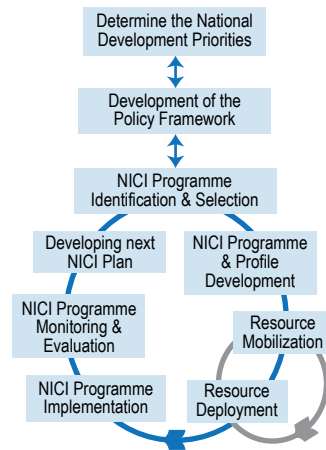 Determine the National
Development Priorities
Development of the
Policy Framework
NICI Programme
Identification & Selection
Developing next
NICI Plan
NICI Programme
& Profile
Development
NICI Programme
Monitoring &
Evaluation
Resource
Mobilization
NICI Programme
Implementation
Resource
Deployment